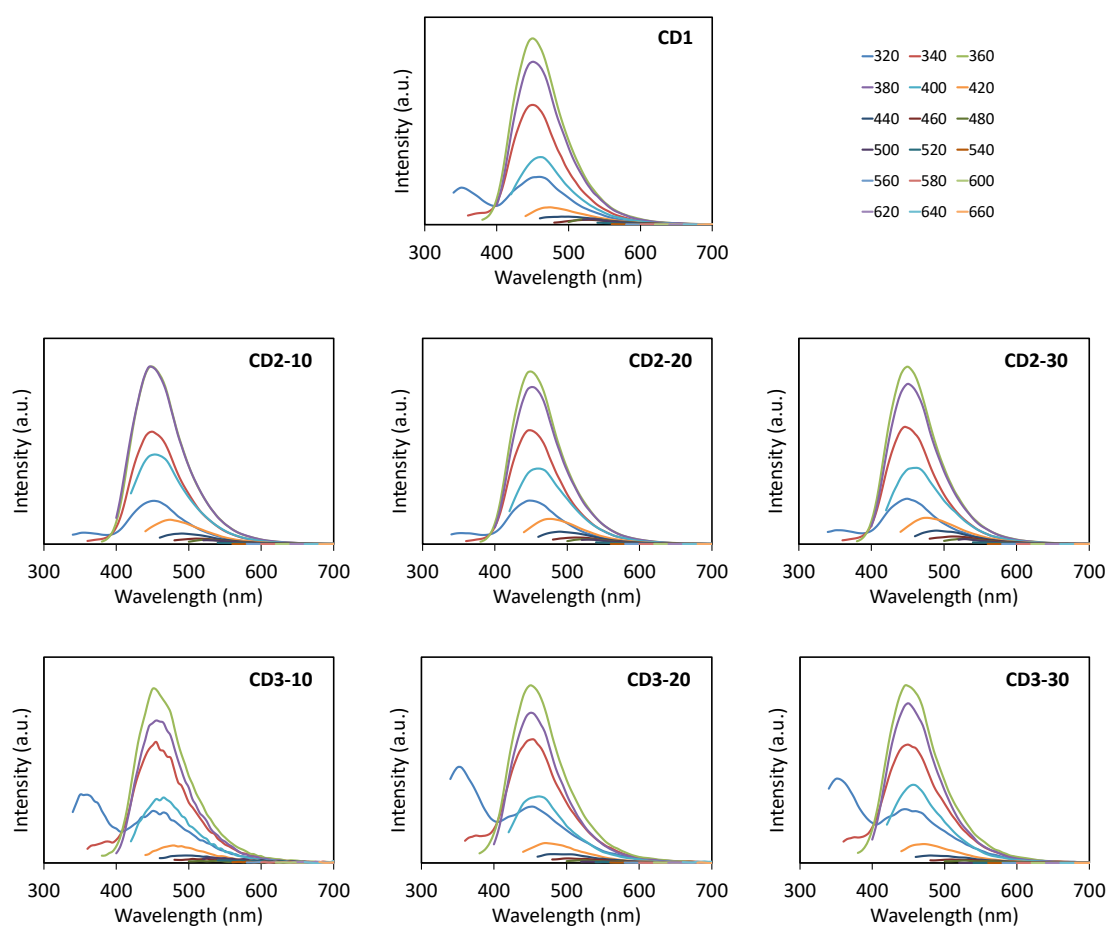 CD1
Intensity (a.u.)
300 400 500 600 700
Wavelength (nm)
320 340 360
380 400 420
440 460 480
500 520 540
560 580 600
620 640 660
CD2-10
Intensity (a.u.)
300 400 500 600 700
Wavelength (nm)
CD2-20
Intensity (a.u.)
300 400 500 600 700
Wavelength (nm)
CD2-30
Intensity (a.u.)
300 400 500 600 700
Wavelength (nm)
CD3-10
Intensity (a.u.)
300 400 500 600 700
Wavelength (nm)
CD3-20
Intensity (a.u.)
300 400 500 600 700
Wavelength (nm)
CD3-30
Intensity (a.u.)
300 400 500 600 700
Wavelength (nm)